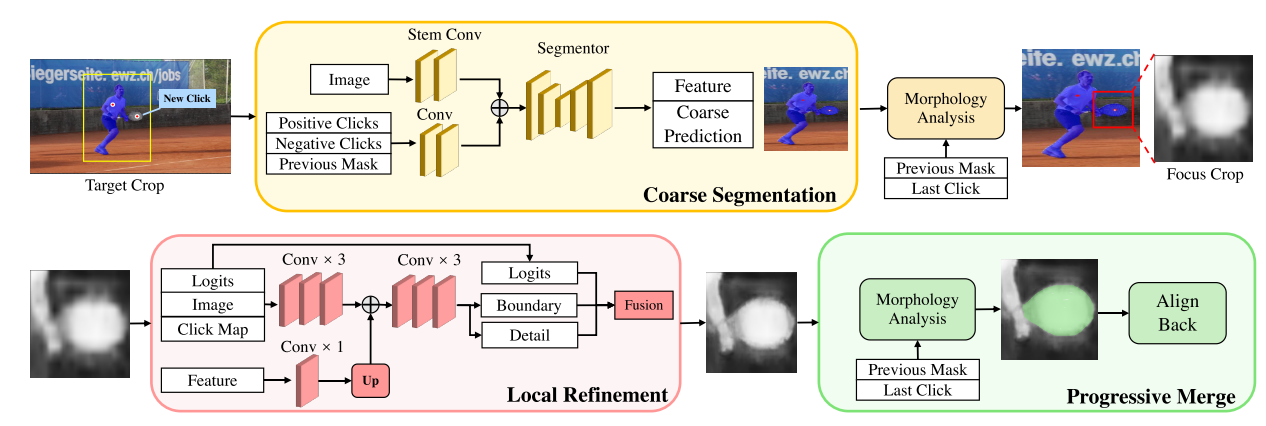 siegerseite. ewz.ch/jobs
New Click
Target Crop
Stem Conv
Image
Positive Clicks
Negative Clicks
Previous Mask
Conv
Segmentor
Feature
Coarse
Prediction
Coarse Segmentation
eite. ewz.ch
Morphology
Analysis
Previous Mask
Last Click
eite. ewz.ch
Focus Crop
Logits
Image
Click Map
Feature
Conv × 3
Conv × 1
Up
Conv × 3
Logits
Boundary
Detail
Fusion
Local Refinement
Morphology
Analysis
Previous Mask
Last Click
Align
Back
Progressive Merge